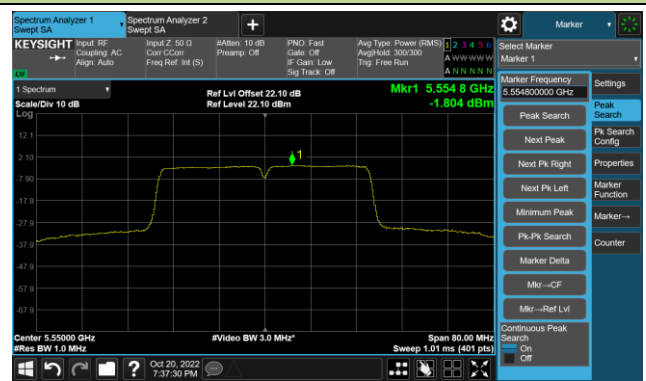 Spectrum Analyzer 1
Swept SA
Spectrum Analyzer 2
Swept SA
+
Marker
KEYSIGHT
Input: RF
Coupling: AC
Align: Auto
Input Z: 50 Ω
Corr CCorr
Freq Ref: Int (S)
#Atten: 10 dB
Preamp: Off
PNO: Fast
Gate: Off
IF Gain: Low
Sig Track: Off
Avg Type: Power (RMS)
Avg|Hold: 300/300
Trig: Free Run
1 2 3 4 5 6
A W W W W W
A N N N N N
LXI
Select Marker
Marker 1
1 Spectrum
Scale/Div 10 dB
Log
Ref Lvl Offset 22.10 dB
Ref Level 22.10 dBm
Mkr1 5.554 8 GHz
-1.804 dBm
12.1
2.10
-7.90
-17.9
-27.9
-37.9
-47.9
-57.9
-67.9
1
Center 5.55000 GHz
#Res BW 1.0 MHz
#Video BW 3.0 MHz*
Span 80.00 MHz
Sweep 1.01 ms (401 pts)
Marker Frequency
5.554800000 GHz
Peak Search
Next Peak
Next Pk Right
Next Pk Left
Minimum Peak
Pk-Pk Search
Marker Delta
Mkr→CF
Mkr→Ref Lvl
Continuous Peak
Search
On
Off
Settings
Peak
Search
Pk Search
Config
Properties
Marker
Function
Marker→
Counter
?
Oct 20, 2022
7:37:30 PM